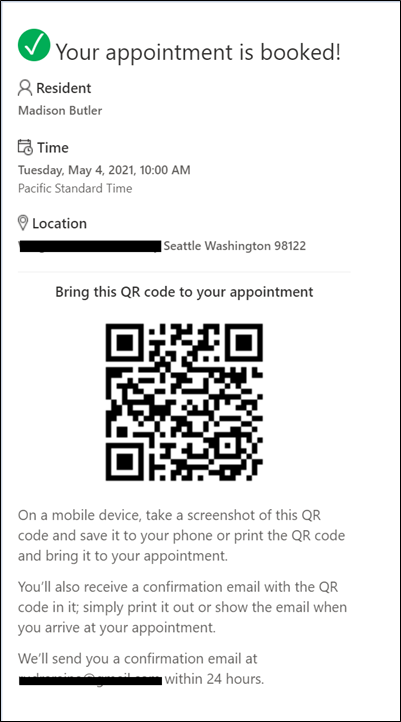 Your appointment is booked!
Resident
Madison Butler
Time
Tuesday, May 4, 2021, 10:00 AM
Pacific Standard Time
Location
Seattle Washington 98122
Bring this QR code to your appointment
On a mobile device, take a screenshot of this QR
code and save it to your phone or print the QR code
and bring it to your appointment.
You'll also receive a confirmation email with the QR
code in it; simply print it out or show the email when
you arrive at your appointment.
We'll send you a confirmation email at
within 24 hours.